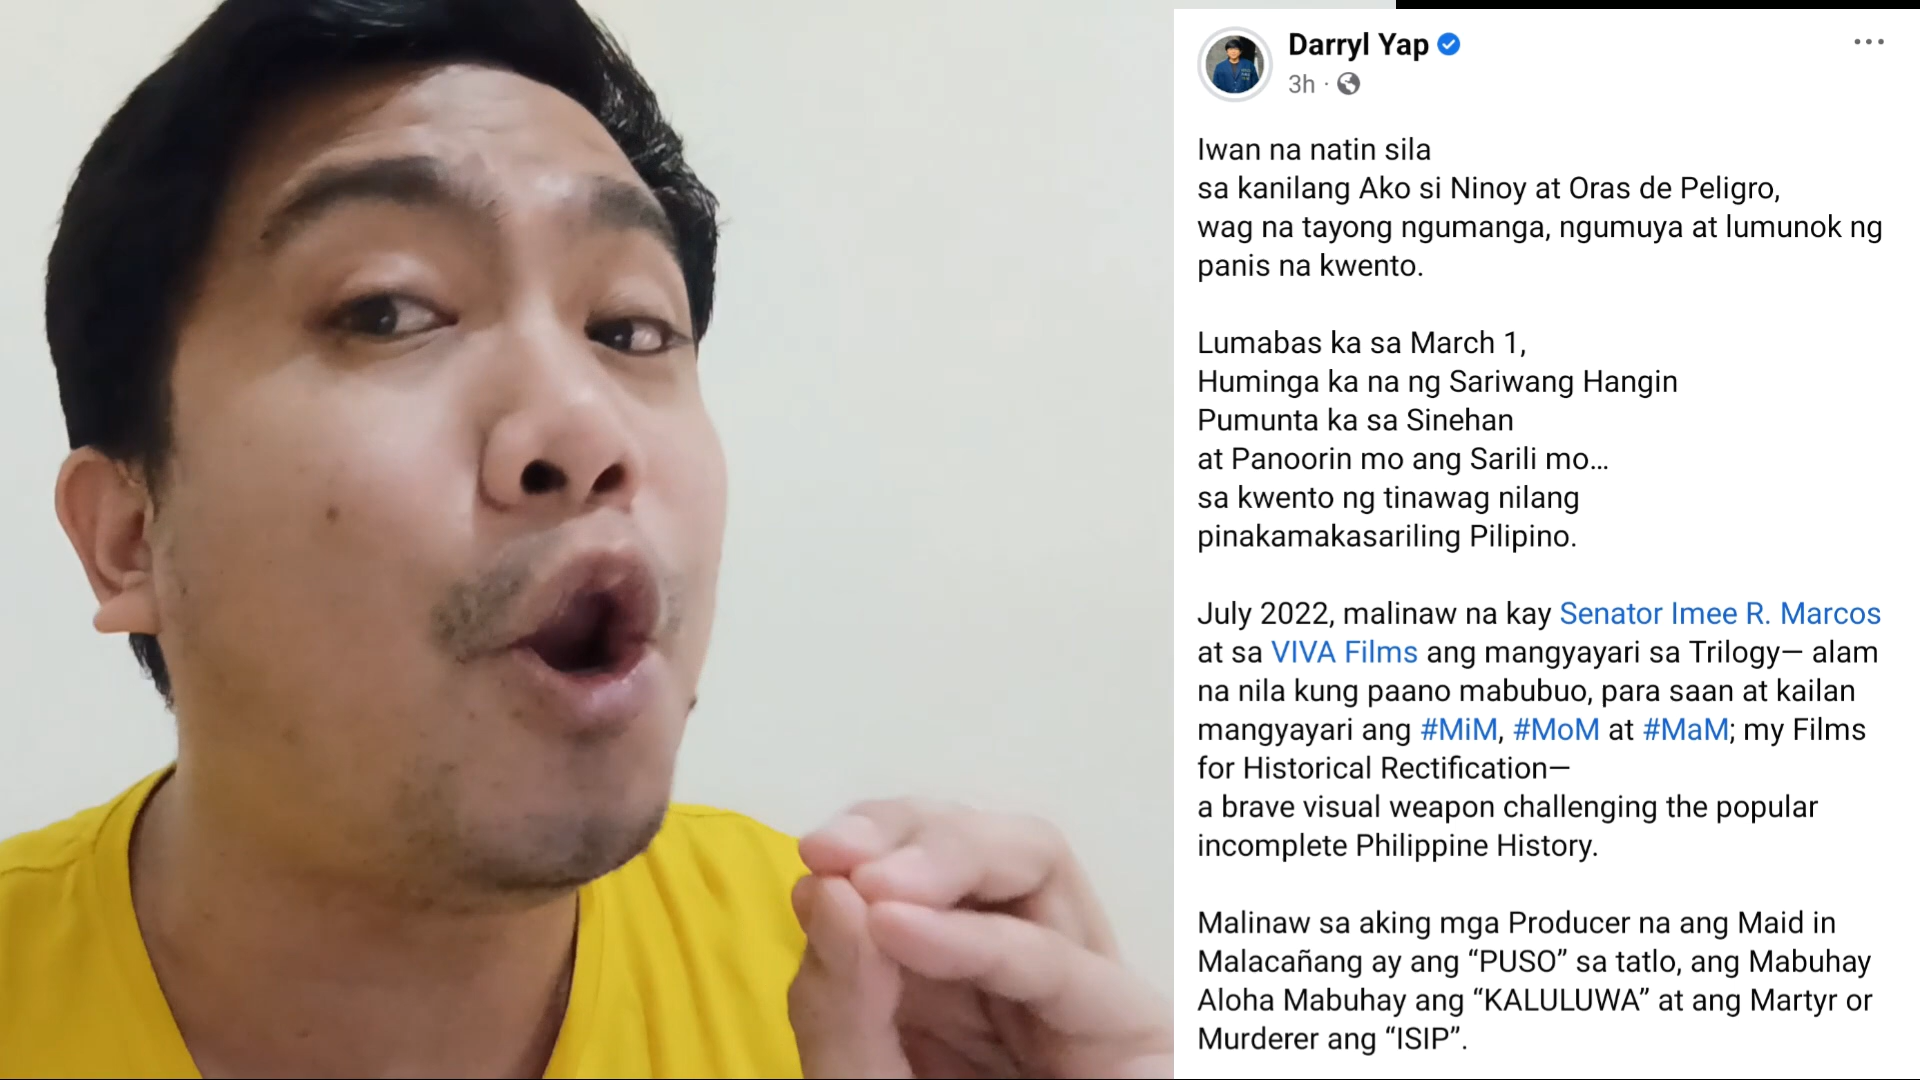 Darryl Yap
3h ·
Iwan na natin sila
sa kanilang Ako si Ninoy at Oras de Peligro,
wag na tayong ngumanga, ngumuya at lumunok ng
panis na kwento.
Lumabas ka sa March 1,
Huminga ka na ng Sariwang Hangin
Pumunta ka sa Sinehan
at Panoorin mo ang Sarili mo...
sa kwento ng tinawag nilang
pinakamakasariling Pilipino.
July 2022, malinaw na kay Senator Imee R. Marcos
at sa VIVA Films ang mangyayari sa Trilogy— alam
na nila kung paano mabubuo, para saan at kailan
mangyayari ang #MiM, #MoM at #MaM; my Films
for Historical Rectification—
a brave visual weapon challenging the popular
incomplete Philippine History.
Malinaw sa aking mga Producer na ang Maid in
Malacañang ay ang “PUSO” sa tatlo, ang Mabuhay
Aloha Mabuhay ang “KALULUWA” at ang Martyr or
Murderer ang “ISIP”.